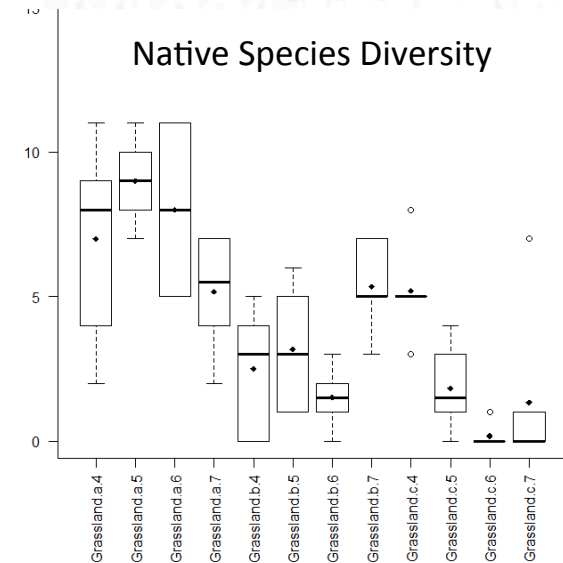 15
Native Species Diversity
10
5
0
Grassland.a.4
Grassland.a.5
Grassland.a.6
Grassland.a.7
Grassland.b.4
Grassland.b.5
Grassland.b.6
Grassland.b.7
Grassland.c.4
Grassland.c.5
Grassland.c.6
Grassland.c.7